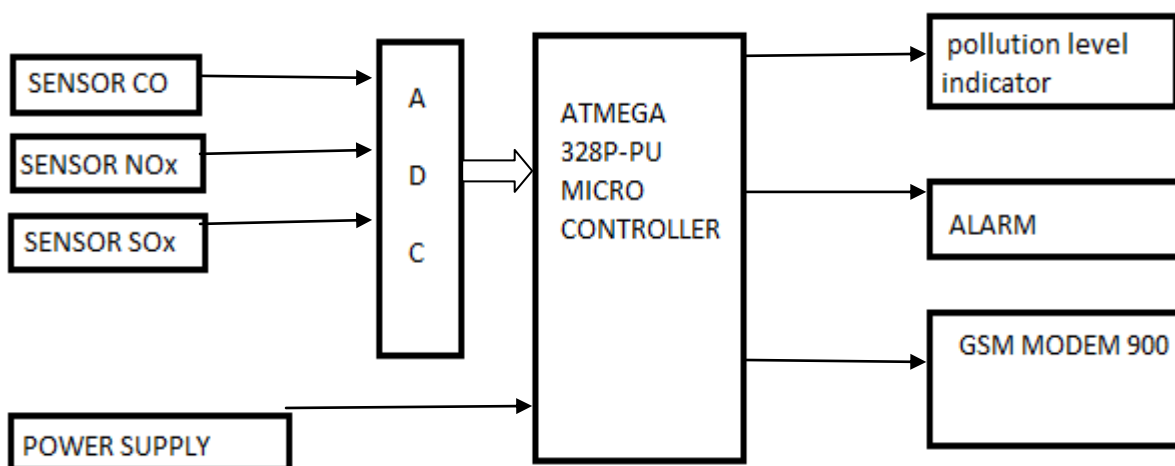 SENSOR CO
SENSOR NOx
SENSOR SOx
POWER SUPPLY
A
D
C
ATMEGA
328P-PU
MICRO
CONTROLLER
pollution level
indicator
ALARM
GSM MODEM 900